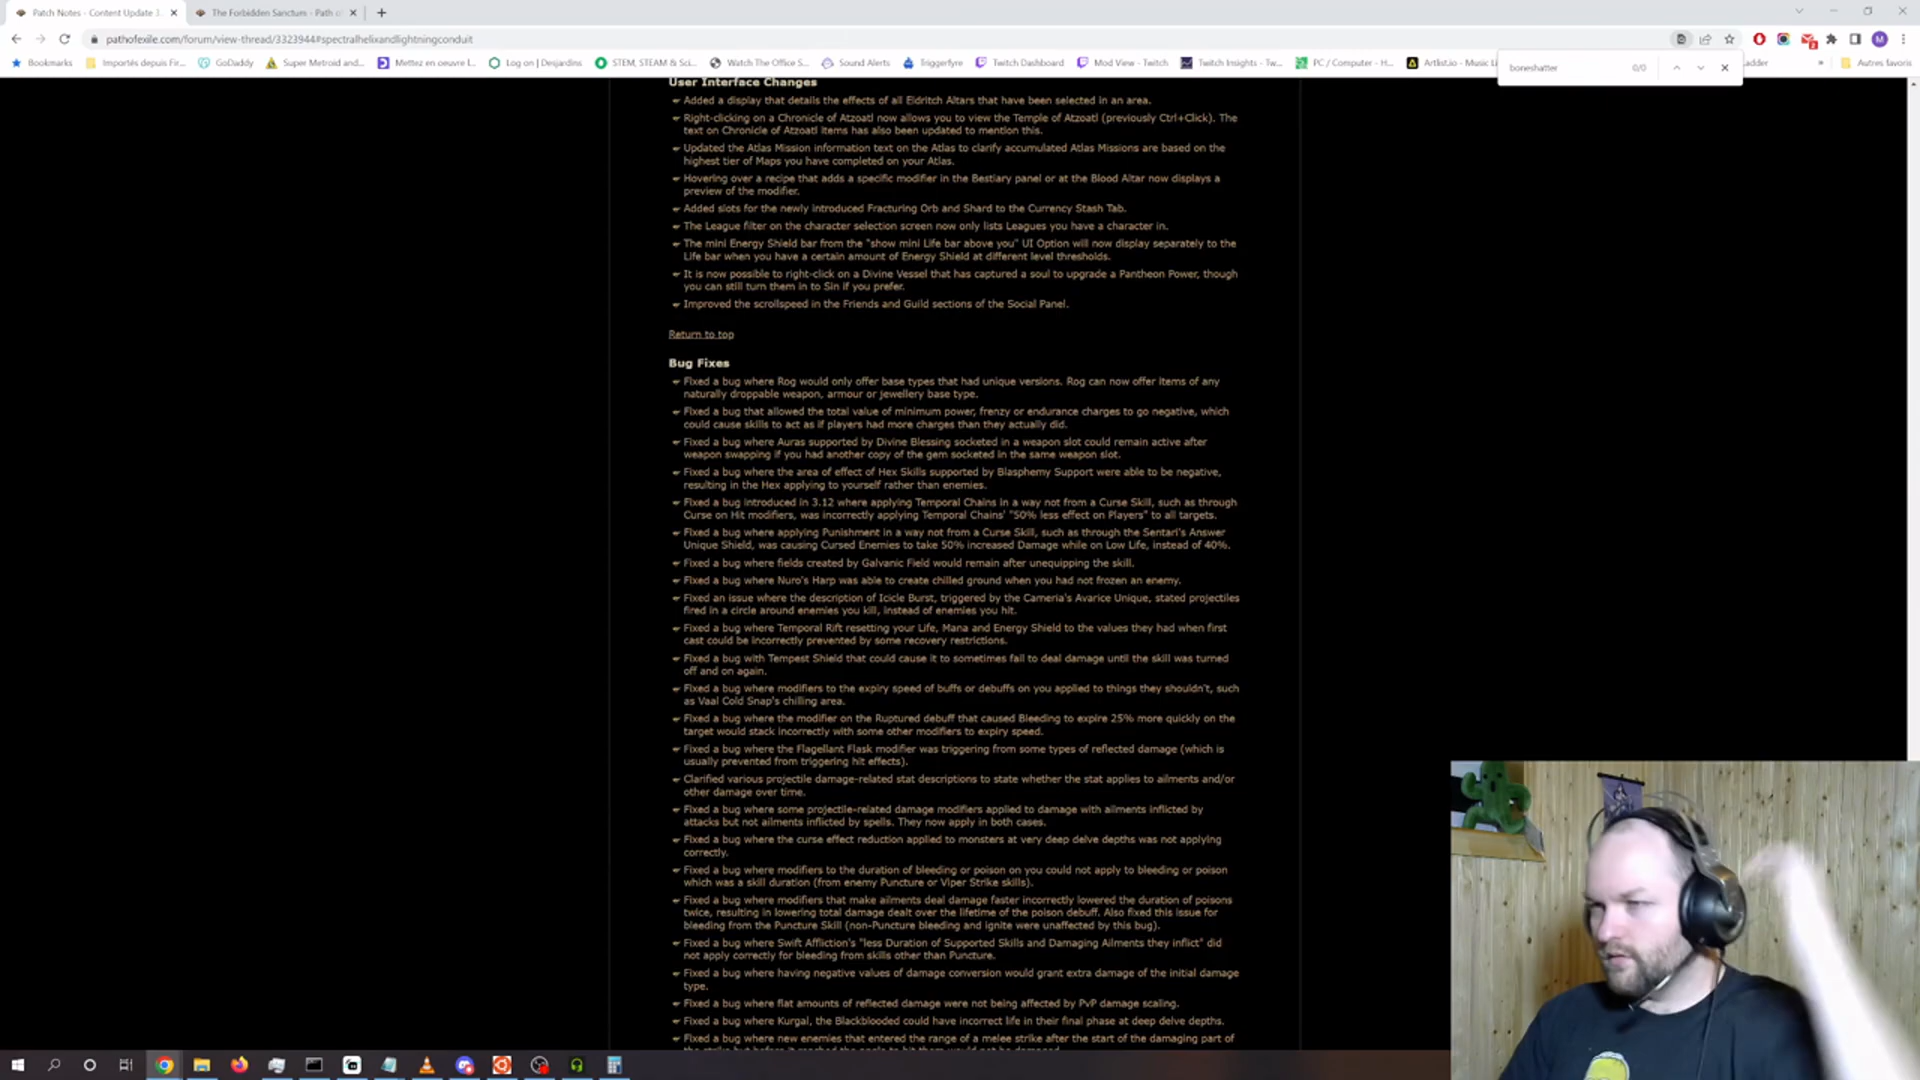 Patch Notes - Content Update 3.
The Forbidden Sanctum - Path o
pathofexile.com/forum/view-thread/3323944#spectralhelixandlightningconduit
Bookmarks
Importés depuis Fir...
GoDaddy
Super Metroid and...
Mettez en oeuvre l...
Log on | Desjardins
STEM, STEAM & Sci...
Watch The Office S...
Sound Alerts
Triggerfyre
Twitch Dashboard
Mod View - Twitch
Twitch Insights - Tw...
PC / Computer - H...
Artlist.io - Music Li
adder
Autres favoris
boneshatter
0/0
M
User Interface Changes
Added a display that details the effects of all Eldritch Altars that have been selected in an area.
Right-clicking on a Chronicle of Atzoatl now allows you to view the Temple of Atzoatl (previously Ctrl+Click). The
text on Chronicle of Atzoatl items has also been updated to mention this.
Updated the Atlas Mission information text on the Atlas to clarify accumulated Atlas Missions are based on the
highest tier of Maps you have completed on your Atlas.
Hovering over a recipe that adds a specific modifier in the Bestiary panel or at the Blood Altar now displays a
preview of the modifier.
Added slots for the newly introduced Fracturing Orb and Shard to the Currency Stash Tab.
The League filter on the character selection screen now only lists Leagues you have a character in.
The mini Energy Shield bar from the "show mini Life bar above you" UI Option will now display separately to the
Life bar when you have a certain amount of Energy Shield at different level thresholds.
It is now possible to right-click on a Divine Vessel that has captured a soul to upgrade a Pantheon Power, though
you can still turn them in to Sin if you prefer.
Improved the scrollspeed in the Friends and Guild sections of the Social Panel.
Return to top
Bug Fixes
Fixed a bug where Rog would only offer base types that had unique versions. Rog can now offer items of any
naturally droppable weapon, armour or jewellery base type.
Fixed a bug that allowed the total value of minimum power, frenzy or endurance charges to go negative, which
could cause skills to act as if players had more charges than they actually did.
Fixed a bug where Auras supported by Divine Blessing socketed in a weapon slot could remain active after
weapon swapping if you had another copy of the gem socketed in the same weapon slot.
Fixed a bug where the area of effect of Hex Skills supported by Blasphemy Support were able to be negative,
resulting in the Hex applying to yourself rather than enemies.
Fixed a bug introduced in 3.12 where applying Temporal Chains in a way not from a Curse Skill, such as through
Curse on Hit modifiers, was incorrectly applying Temporal Chains' "50% less effect on Players" to all targets.
Fixed a bug where applying Punishment in a way not from a Curse Skill, such as through the Sentari's Answer
Unique Shield, was causing Cursed Enemies to take 50% increased Damage while on Low Life, instead of 40%.
Fixed a bug where fields created by Galvanic Field would remain after unequipping the skill.
Fixed a bug where Nuro's Harp was able to create chilled ground when you had not frozen an enemy.
Fixed an issue where the description of Icicle Burst, triggered by the Cameria's Avarice Unique, stated projectiles
fired in a circle around enemies you kill, instead of enemies you hit.
Fixed a bug where Temporal Rift resetting your Life, Mana and Energy Shield to the values they had when first
cast could be incorrectly prevented by some recovery restrictions.
Fixed a bug with Tempest Shield that could cause it to sometimes fail to deal damage until the skill was turned
off and on again.
Fixed a bug where modifiers to the expiry speed of buffs or debuffs on you applied to things they shouldn't, such
as Vaal Cold Snap's chilling area.
Fixed a bug where the modifier on the Ruptured debuff that caused Bleeding to expire 25% more quickly on the
target would stack incorrectly with some other modifiers to expiry speed.
Fixed a bug where the Flagellant Flask modifier was triggering from some types of reflected damage (which is
usually prevented from triggering hit effects).
Clarified various projectile damage-related stat descriptions to state whether the stat applies to ailments and/or
other damage over time.
Fixed a bug where some projectile-related damage modifiers applied to damage with ailments inflicted by
attacks but not ailments inflicted by spells. They now apply in both cases.
Fixed a bug where the curse effect reduction applied to monsters at very deep delve depths was not applying
correctly.
Fixed a bug where modifiers to the duration of bleeding or poison on you could not apply to bleeding or poison
which was a skill duration (from enemy Puncture or Viper Strike skills).
Fixed a bug where modifiers that make ailments deal damage faster incorrectly lowered the duration of poisons
twice, resulting in lowering total damage dealt over the lifetime of the poison debuff. Also fixed this issue for
bleeding from the Puncture Skill (non-Puncture bleeding and ignite were unaffected by this bug).
Fixed a bug where Swift Affliction's "less Duration of Supported Skills and Damaging Ailments they inflict" did
not apply correctly for bleeding from skills other than Puncture.
Fixed a bug where having negative values of damage conversion would grant extra damage of the initial damage
type.
Fixed a bug where flat amounts of reflected damage were not being affected by PvP damage scaling.
Fixed a bug where Kurgal, the Blackblooded could have incorrect life in their final phase at deep delve depths.
Fixed a bug where new enemies that entered the range of a melee strike after the start of the damaging part of